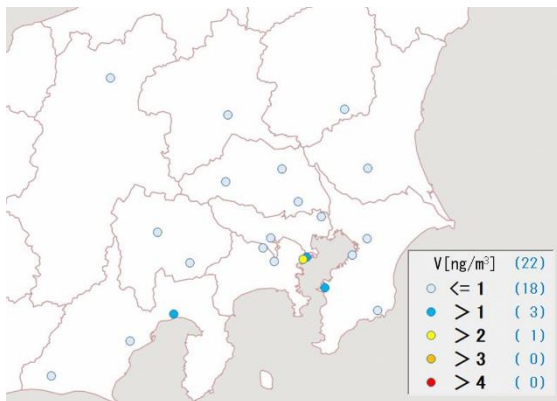 V[ng/m³] (22)
<= 1 (18)
> 1 ( 3)
> 2 ( 1)
> 3 ( 0)
> 4 ( 0)